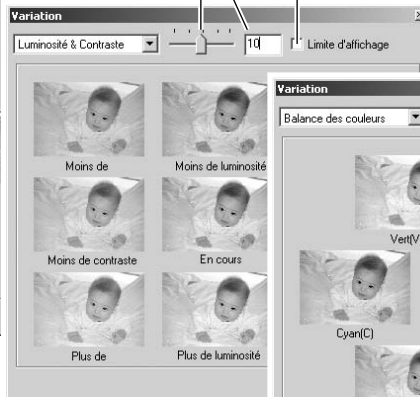 Variation
Luminosité & Contraste
10
Limite d'affichage
Moins de
Moins de luminosité
Moins de contraste
En cours
Plus de
Plus de luminosité
Variation
Balance des couleurs
Vert(V
Cyan(C)